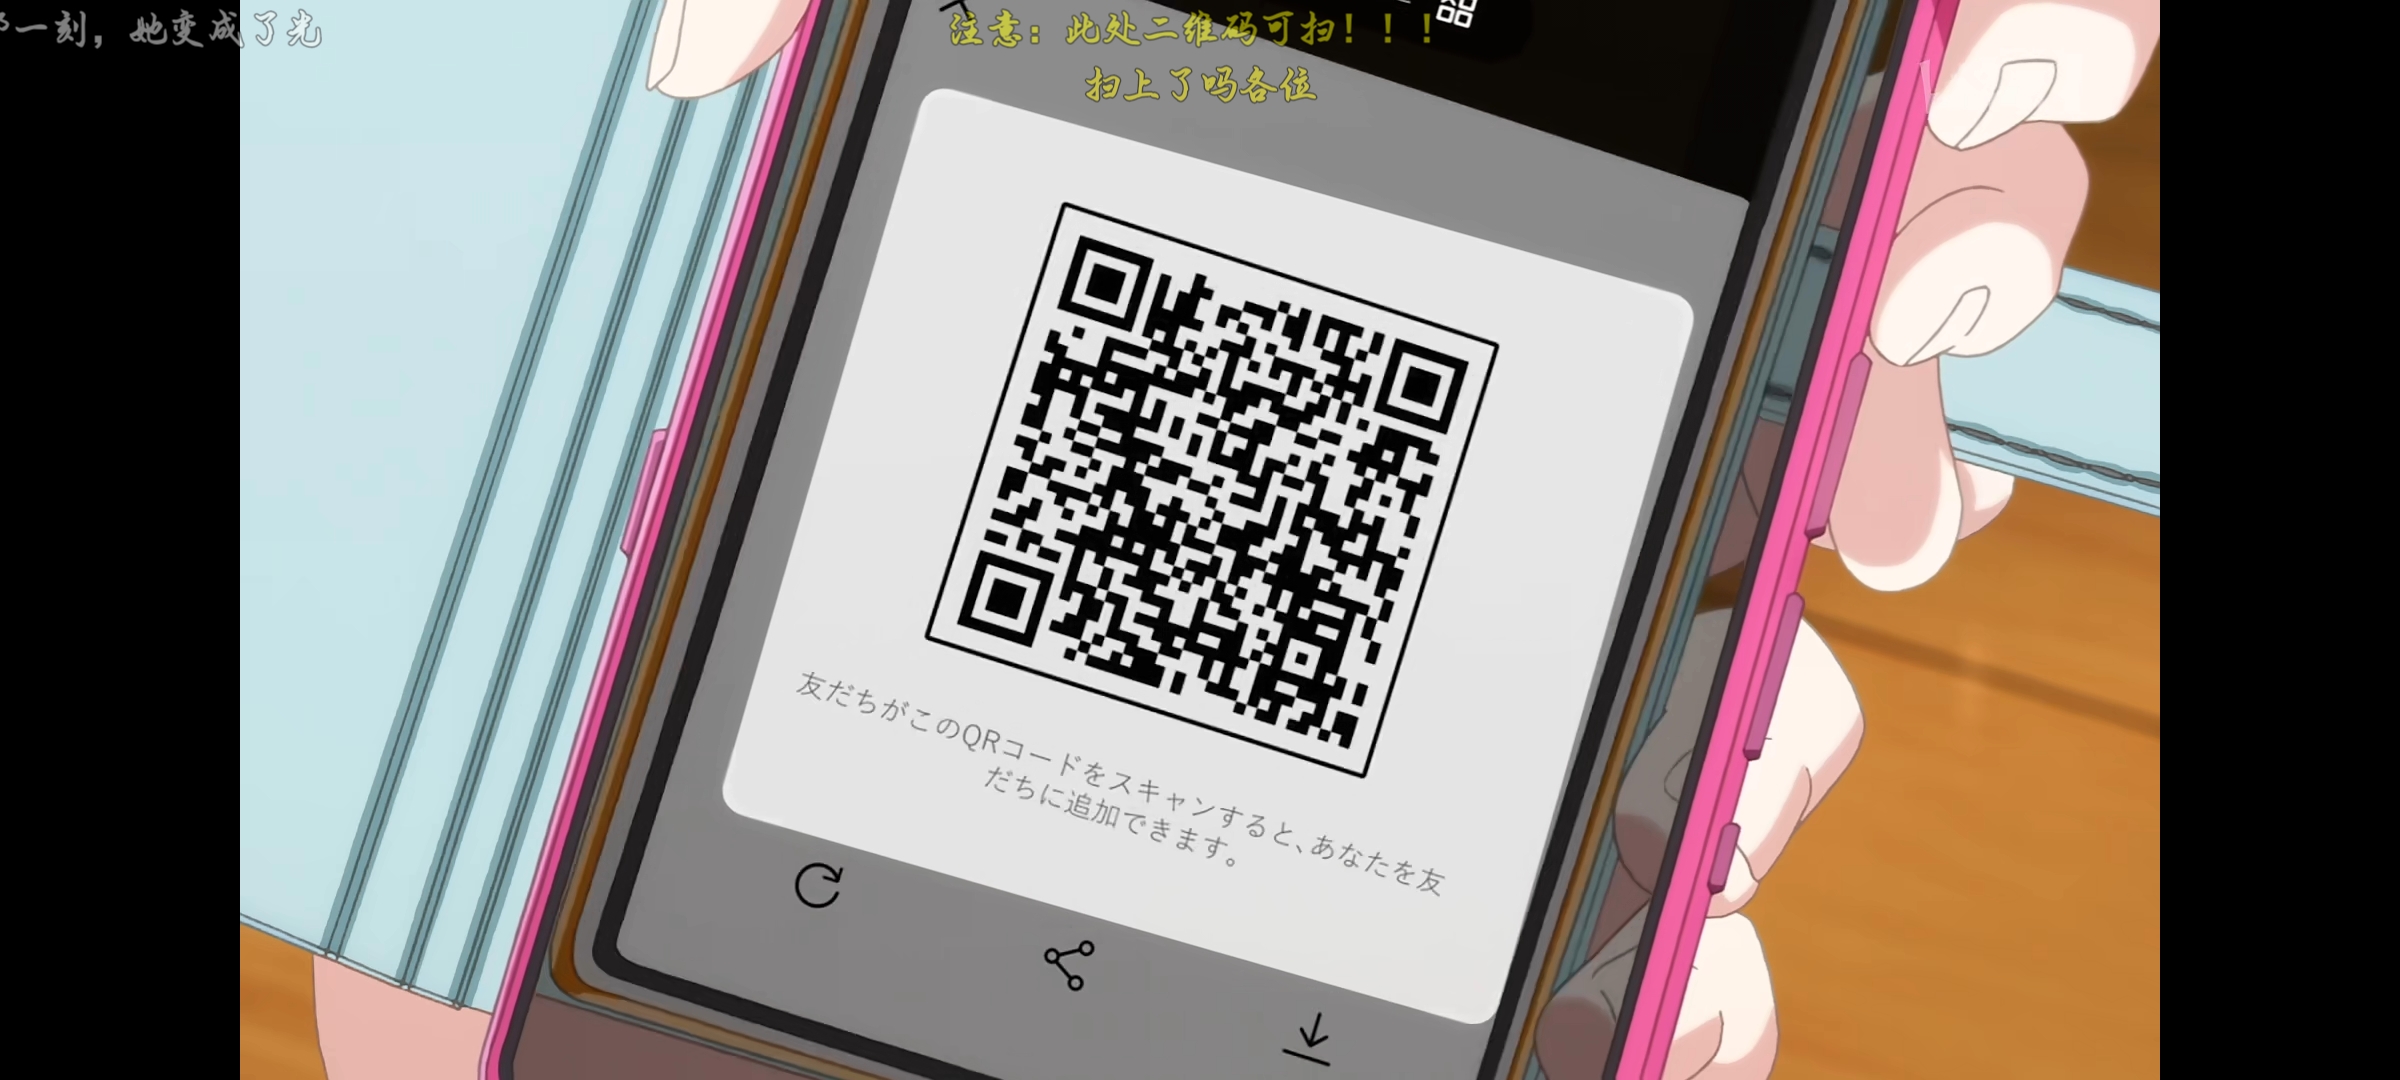 一刻，她变成了光
注意：此处二维码可扫！！！
扫上了吗各位
友だちがこのQRコードをスキャンすると、あなたを友
だちに追加できます。